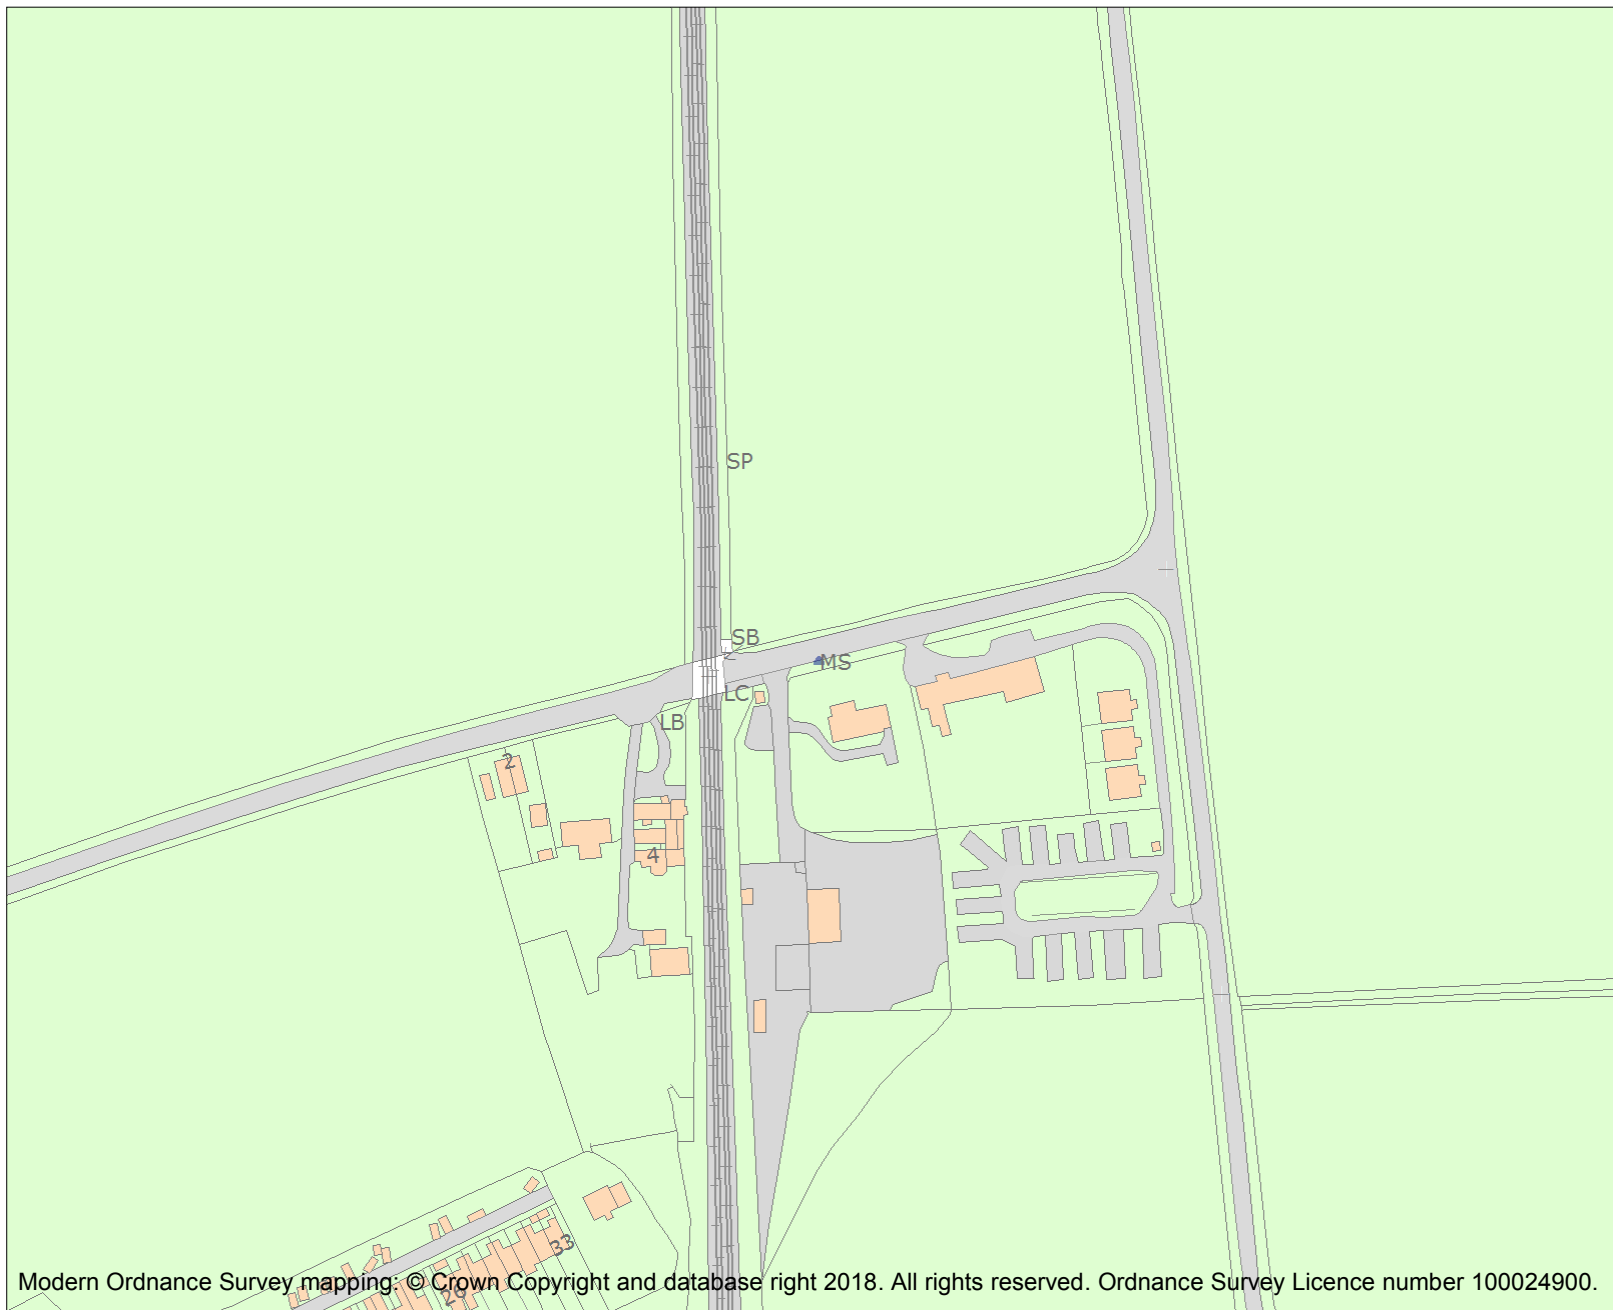 SP
SB
MS
LC
LB
2
4
33
26
Modern Ordnance Survey mapping: © Crown Copyright and database right 2018. All rights reserved. Ordnance Survey Licence number 100024900.